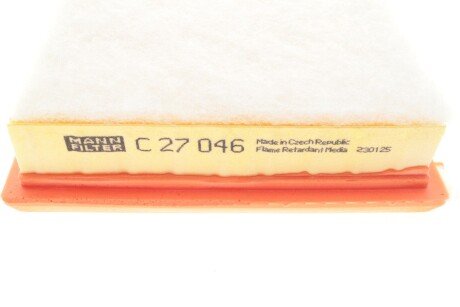 MANN
FILTER
C 27 046
Made in Czech Republic
Flame Retardant Media 230125